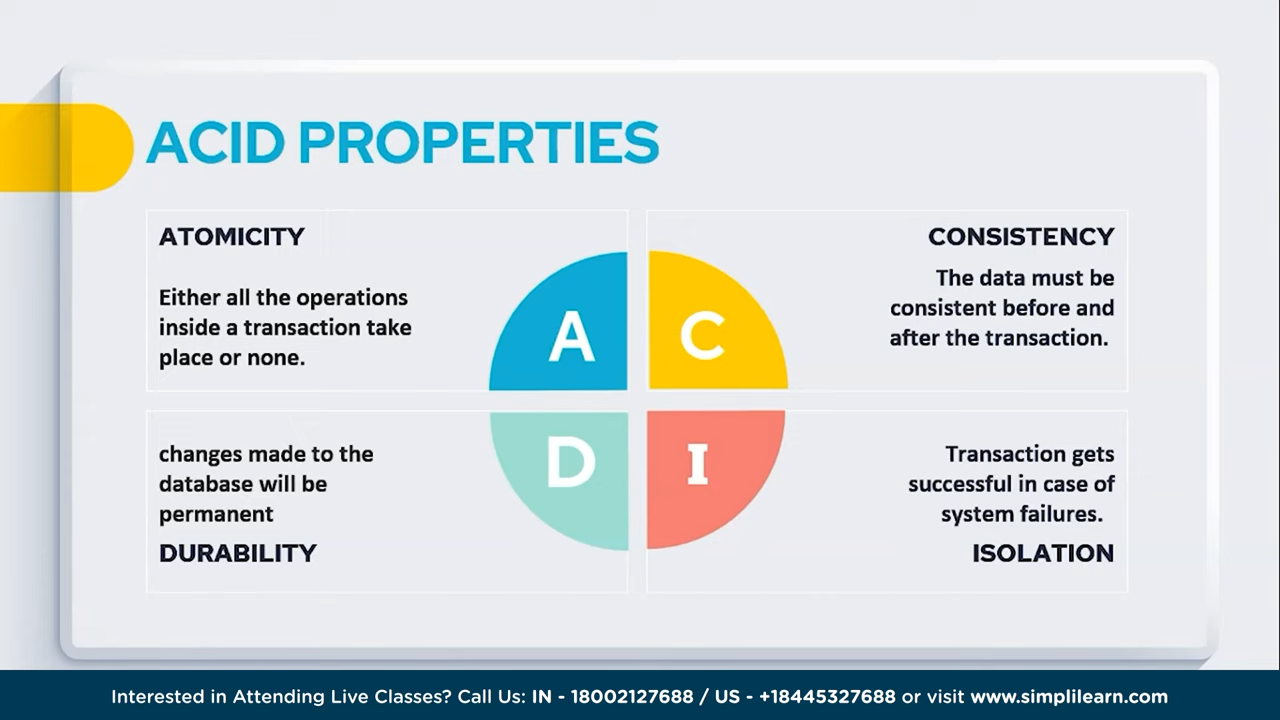 ACID PROPERTIES
ATOMICITY
Either all the operations
inside a transaction take
place or none.
A
C
CONSISTENCY
The data must be
consistent before and
after the transaction.
changes made to the
database will be
permanent
DURABILITY
D
I
Transaction gets
successful in case of
system failures.
ISOLATION
Interested in Attending Live Classes? Call Us: IN - 18002127688 / US - +18445327688 or visit www.simplilearn.com